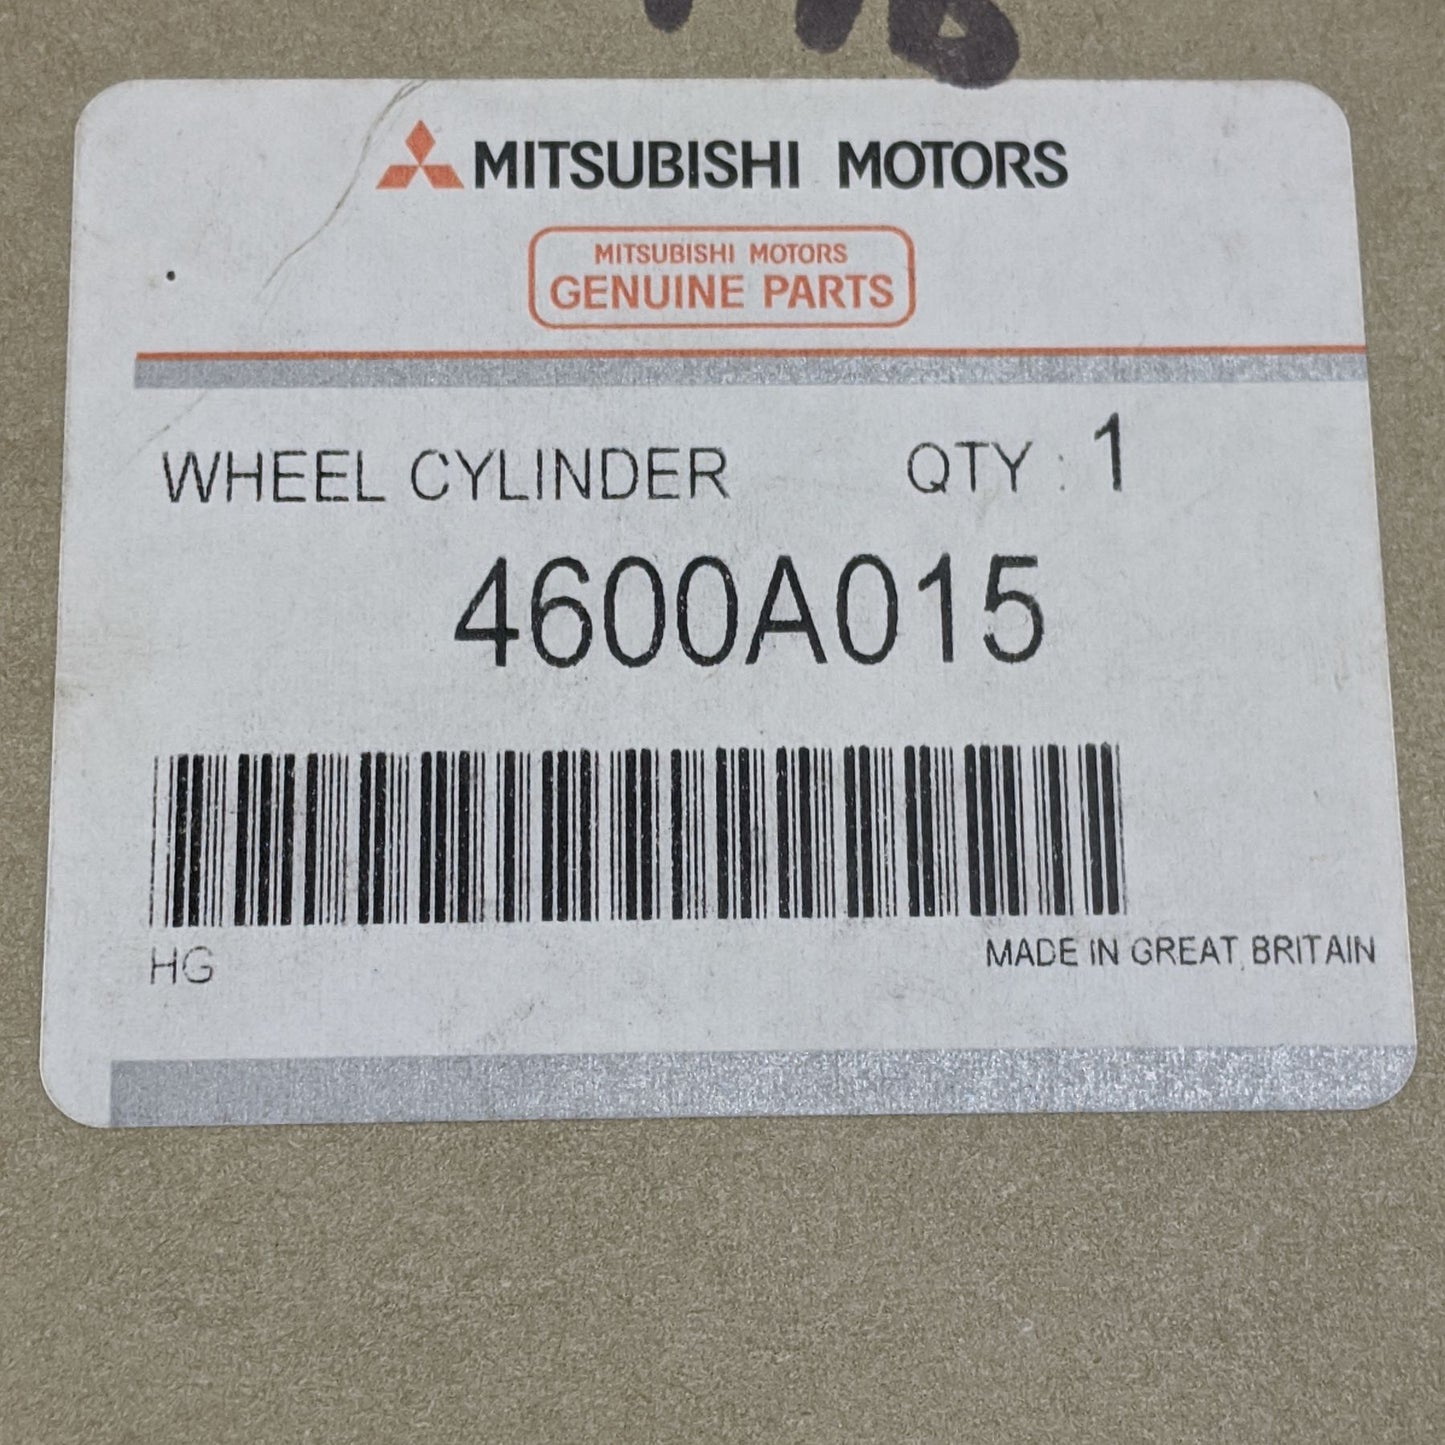 MITSUBISHI MOTORS
MITSUBISHI MOTORS
GENUINE PARTS
WHEEL CYLINDER QTY : 1
4600A015
HG MADE IN GREAT BRITAIN